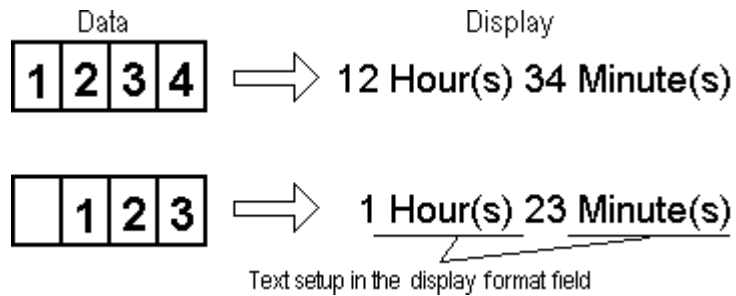 Data Display
1 2 3 4 12 Hour(s) 34 Minute(s)
1 2 3 1 Hour(s) 23 Minute(s)
Text setup in the display format field